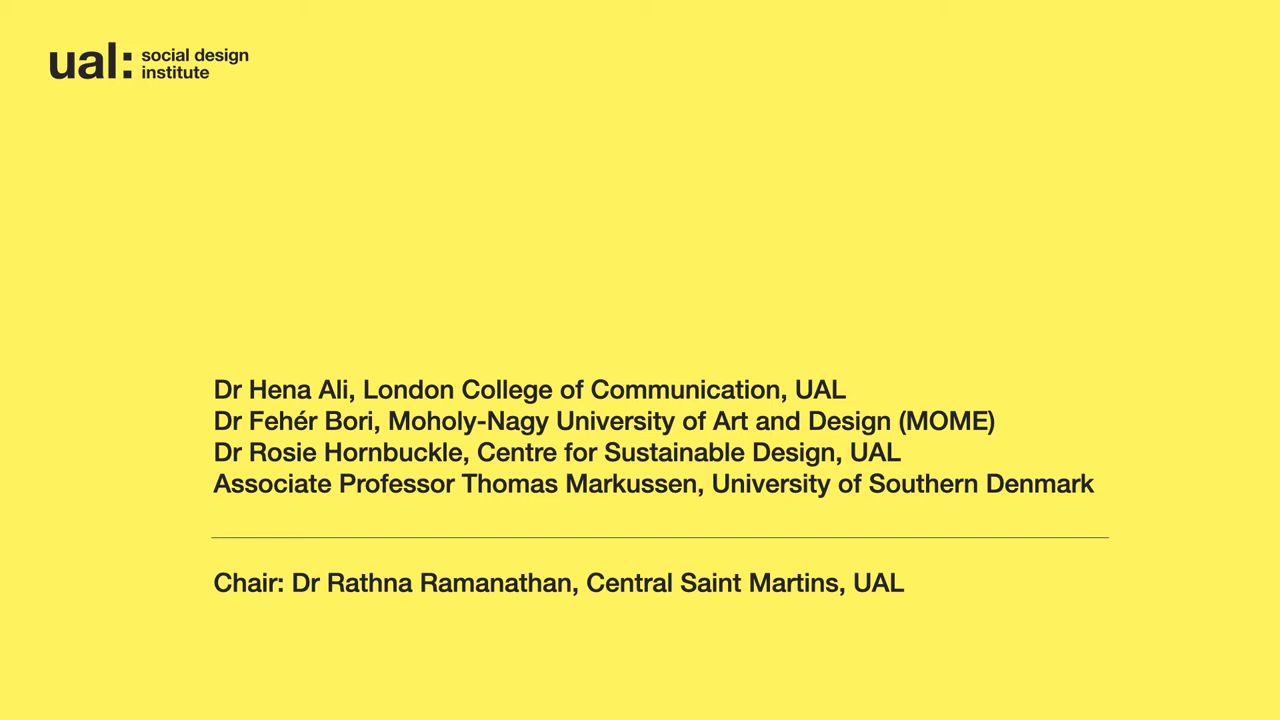 ual: social design
institute
Dr Hena Ali, London College of Communication, UAL
Dr Fehér Bori, Moholy-Nagy University of Art and Design (MOME)
Dr Rosie Hornbuckle, Centre for Sustainable Design, UAL
Associate Professor Thomas Markussen, University of Southern Denmark
Chair: Dr Rathna Ramanathan, Central Saint Martins, UAL